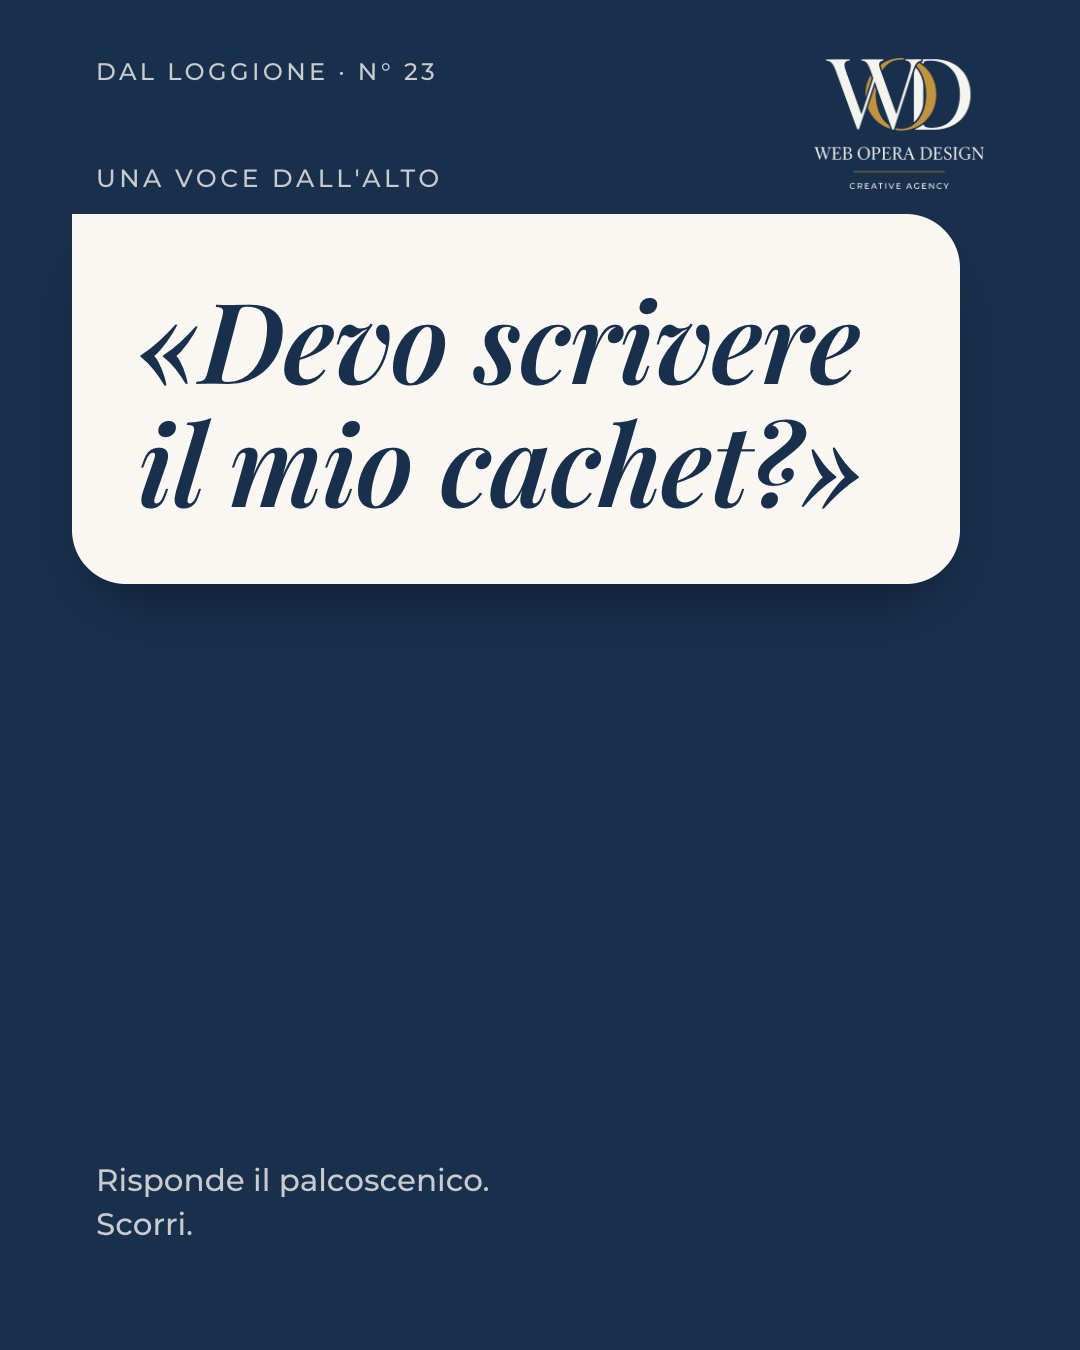 DAL LOGGIONE · N° 23
WOD
WEB OPERA DESIGN
CREATIVE AGENCY
UNA VOCE DALL'ALTO
«Devo scrivere
il mio cachet?»
Risponde il palcoscenico.
Scorri.